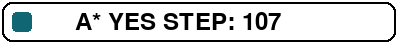 A* YES STEP: 107